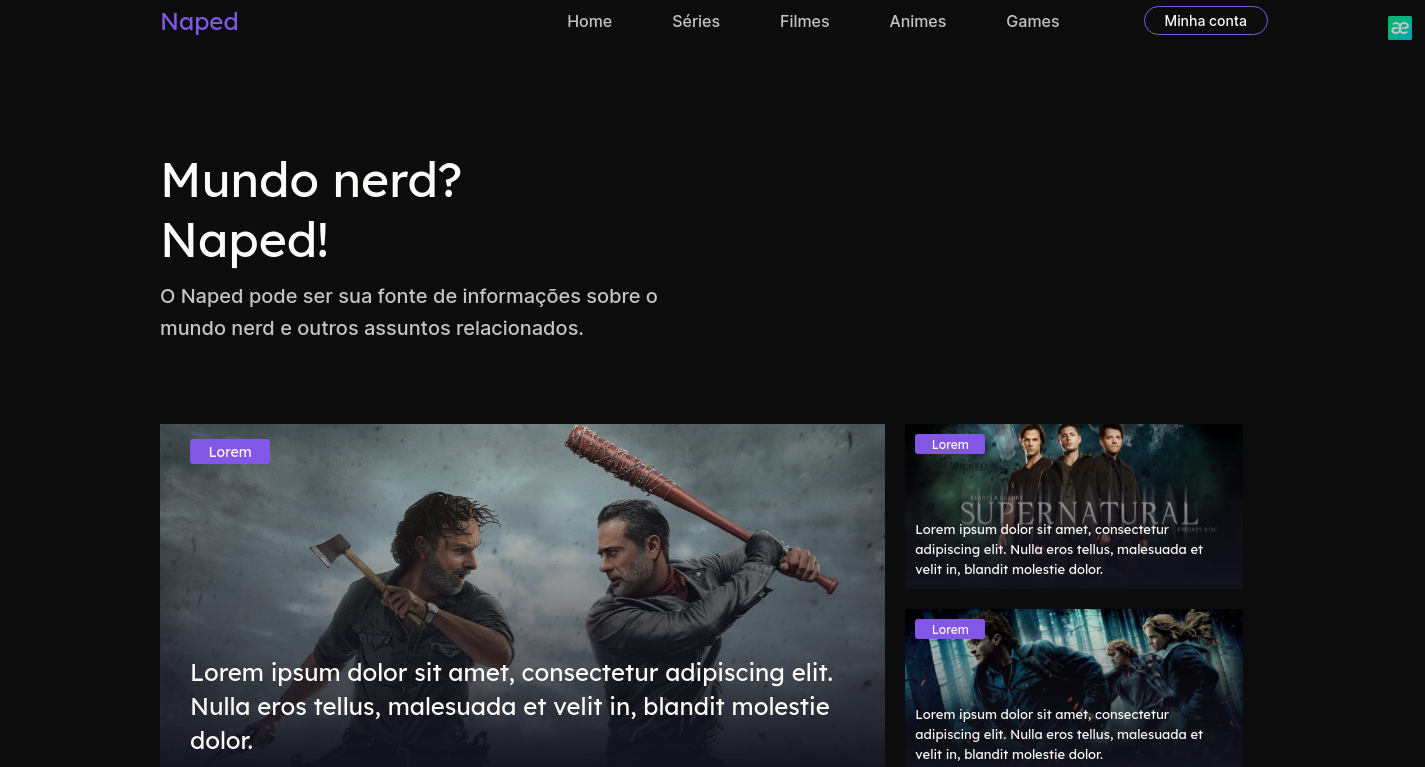 Naped
Home Séries Filmes Animes Games Minha conta
æ
Mundo nerd?
Naped!
O Naped pode ser sua fonte de informações sobre o
mundo nerd e outros assuntos relacionados.
Lorem
Lorem ipsum dolor sit amet, consectetur adipiscing elit.
Nulla eros tellus, malesuada et velit in, blandit molestie
dolor.
Lorem
WICKED
SUPERNATURAL
Lorem ipsum dolor sit amet, consectetur
adipiscing elit. Nulla eros tellus, malesuada et
velit in, blandit molestie dolor.
Lorem
Lorem ipsum dolor sit amet, consectetur
adipiscing elit. Nulla eros tellus, malesuada et
velit in, blandit molestie dolor.